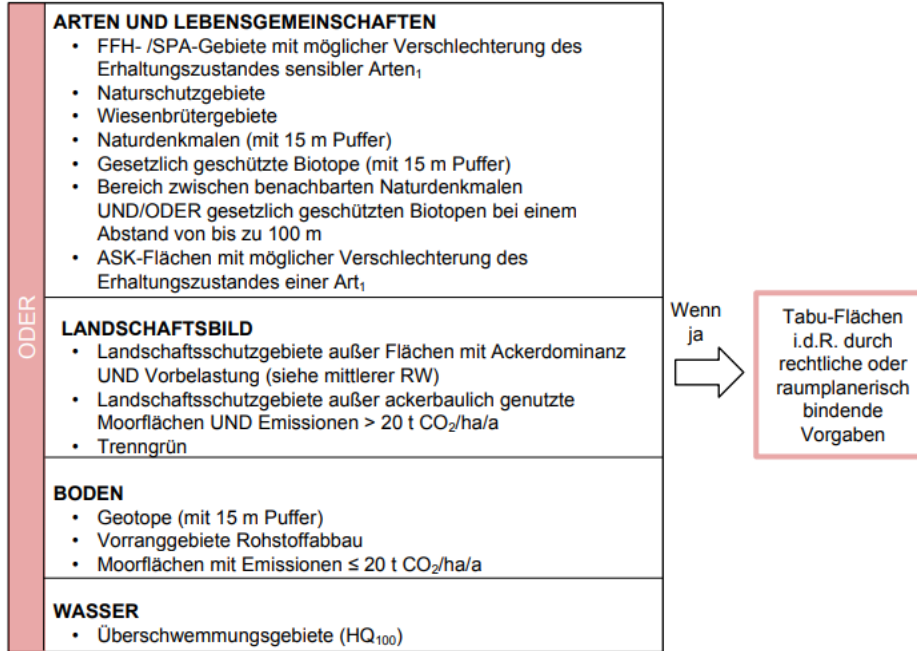 ODER
ARTEN UND LEBENSGEMEINSCHAFTEN
• FFH- /SPA-Gebiete mit möglicher Verschlechterung des
Erhaltungszustandes sensibler Arten₁
• Naturschutzgebiete
• Wiesenbrütergebiete
• Naturdenkmalen (mit 15 m Puffer)
• Gesetzlich geschützte Biotope (mit 15 m Puffer)
• Bereich zwischen benachbarten Naturdenkmalen
UND/ODER gesetzlich geschützten Biotopen bei einem
Abstand von bis zu 100 m
• ASK-Flächen mit möglicher Verschlechterung des
Erhaltungszustandes einer Art₁
LANDSCHAFTSBILD
• Landschaftsschutzgebiete außer Flächen mit Ackerdominanz
UND Vorbelastung (siehe mittlerer RW)
• Landschaftsschutzgebiete außer ackerbaulich genutzte
Moorflächen UND Emissionen > 20 t CO₂/ha/a
• Trenngrün
BODEN
• Geotope (mit 15 m Puffer)
• Vorranggebiete Rohstoffabbau
• Moorflächen mit Emissionen ≤ 20 t CO₂/ha/a
WASSER
• Überschwemmungsgebiete (HQ₁₀₀)
Wenn
ja
Tabu-Flächen
i.d.R. durch
rechtliche oder
raumplanerisch
bindende
Vorgaben